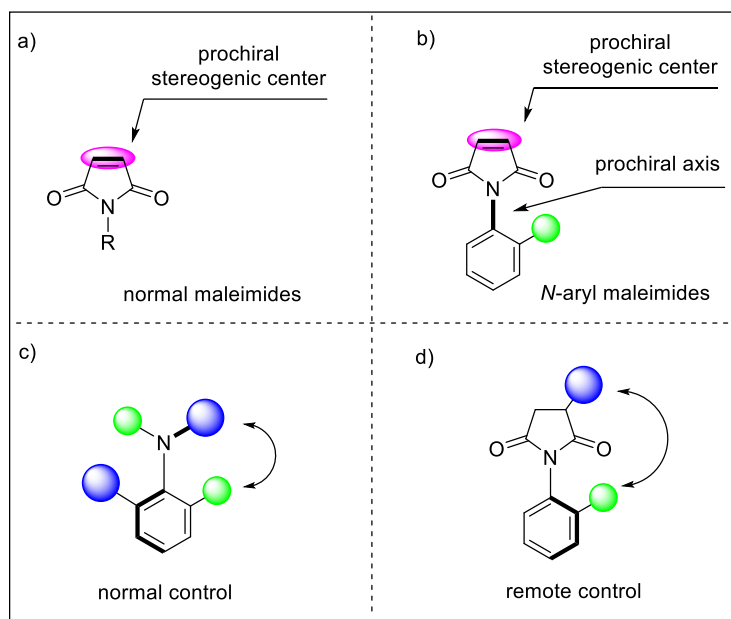 a)
prochiral
stereogenic center
O
O
N
R
normal maleimides
b)
prochiral
stereogenic center
prochiral axis
O
O
N
N-aryl maleimides
c)
N
normal control
d)
O
O
N
remote control